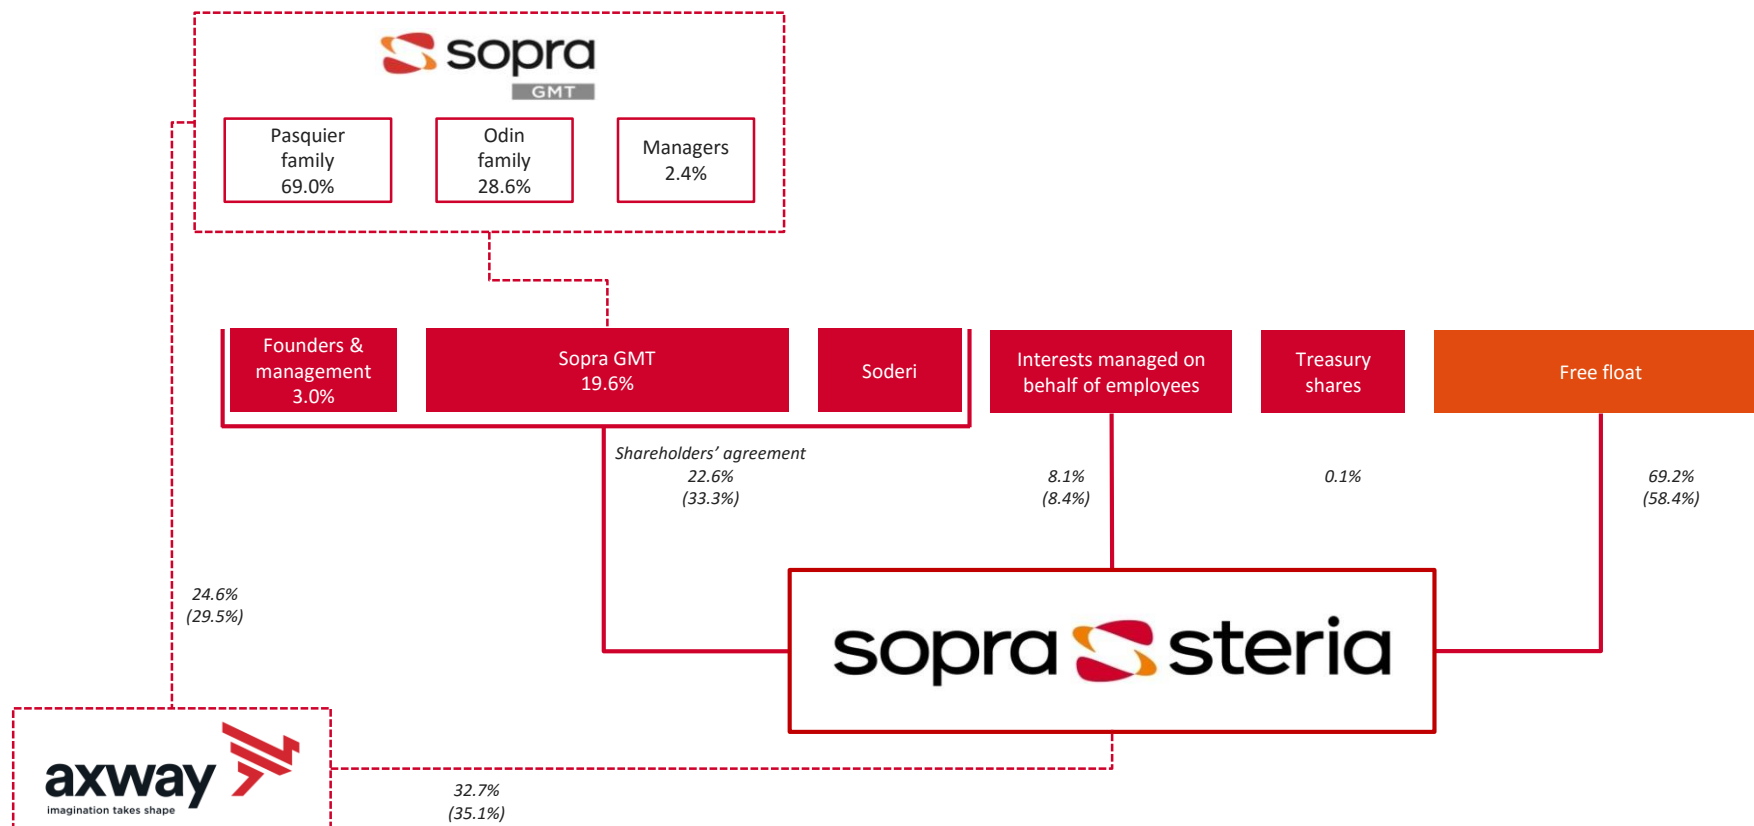 sopra
GMT
Pasquier
family
69.0%
Odin
family
28.6%
Managers
2.4%
Founders &
management
3.0%
Sopra GMT
19.6%
Soderi
Interests managed on
behalf of employees
Treasury
shares
Free float
Shareholders' agreement
22.6%
(33.3%)
8.1%
(8.4%)
0.1%
69.2%
(58.4%)
24.6%
(29.5%)
sopra steria
axway
imagination takes shape
32.7%
(35.1%)